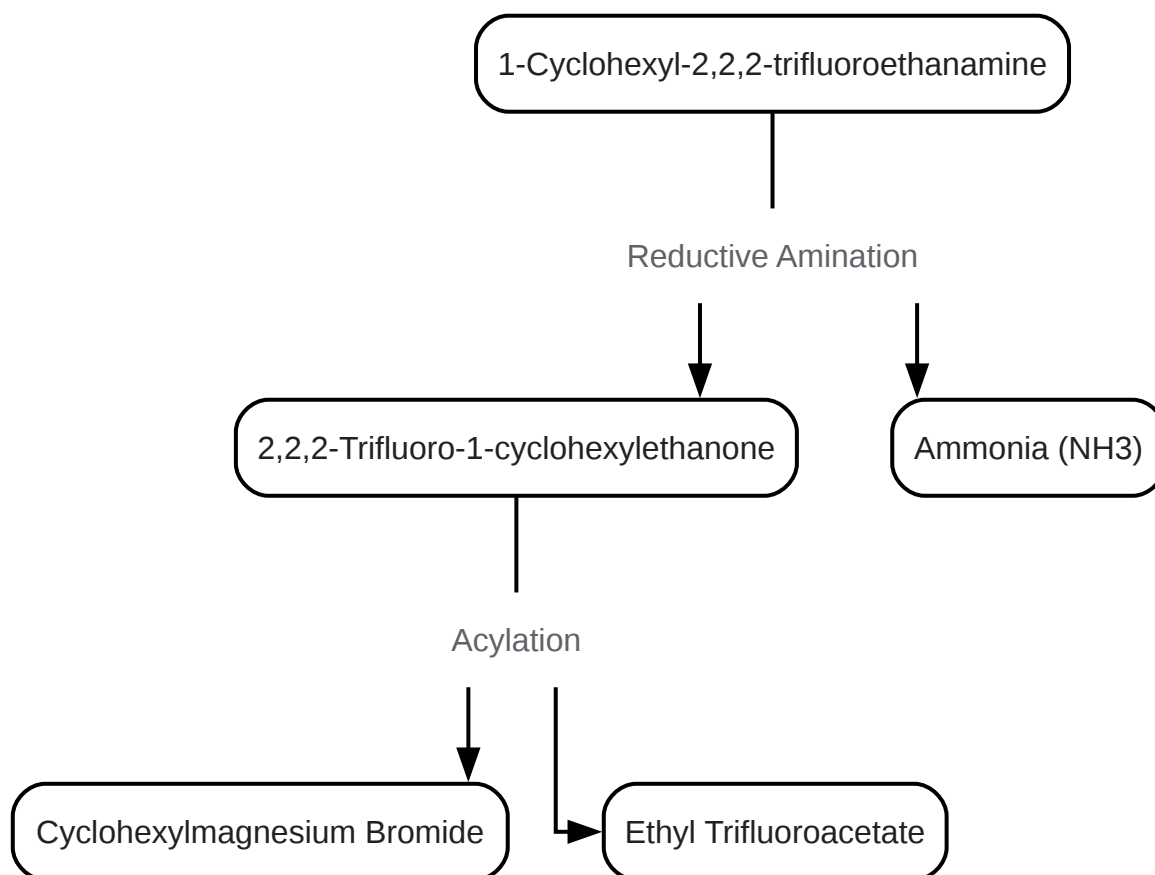 1-Cyclohexyl-2,2,2-trifluoroethanamine
Reductive Amination
2,2,2-Trifluoro-1-cyclohexylethanone
Ammonia (NH3)
Acylation
Cyclohexylmagnesium Bromide
Ethyl Trifluoroacetate